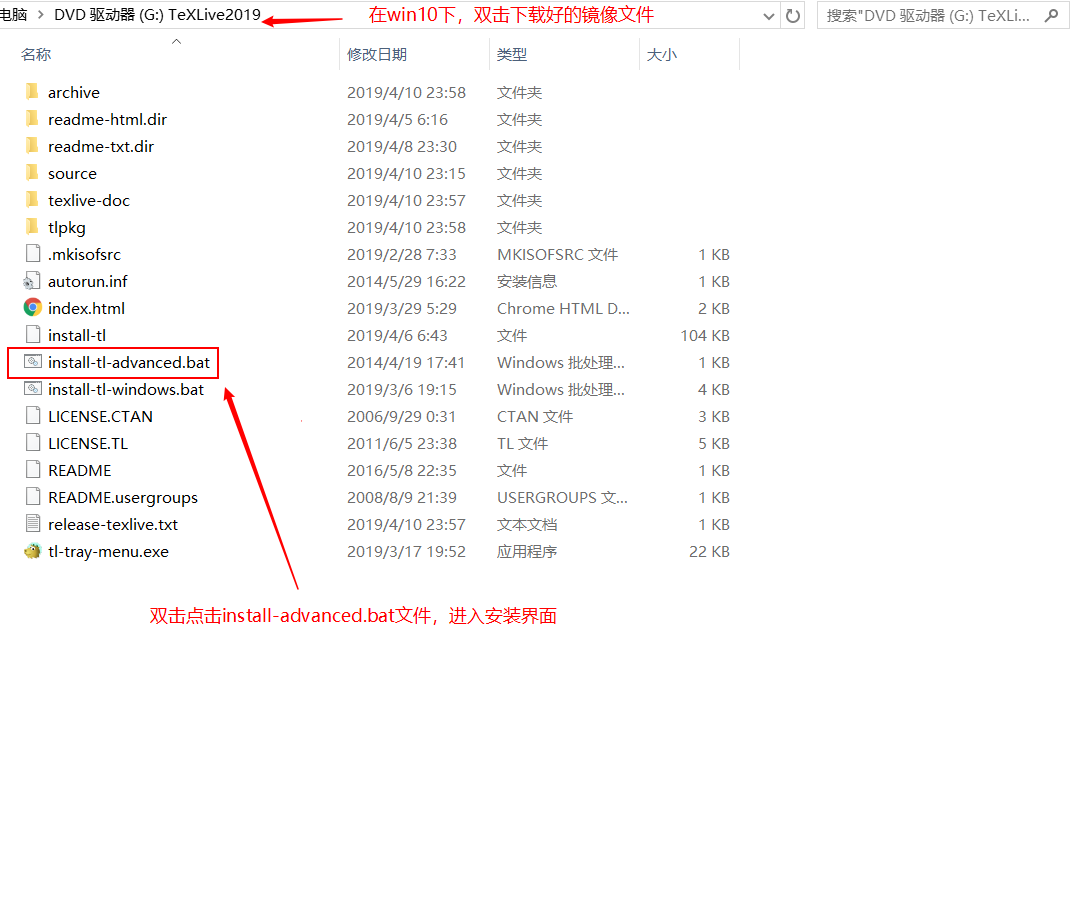 电脑 > DVD 驱动器 (G:) TeXLive2019 在win10下，双击下载好的镜像文件 搜索"DVD 驱动器 (G:) TeXLi...
名称 修改日期 类型 大小
archive 2019/4/10 23:58 文件夹
readme-html.dir 2019/4/5 6:16 文件夹
readme-txt.dir 2019/4/8 23:30 文件夹
source 2019/4/10 23:15 文件夹
texlive-doc 2019/4/10 23:57 文件夹
tlpkg 2019/4/10 23:58 文件夹
.mkisofsrc 2019/2/28 7:33 MKISOFSRC 文件 1 KB
autorun.inf 2014/5/29 16:22 安装信息 1 KB
index.html 2019/3/29 5:29 Chrome HTML D... 2 KB
install-tl 2019/4/6 6:43 文件 104 KB
install-tl-advanced.bat 2014/4/19 17:41 Windows 批处理... 1 KB
install-tl-windows.bat 2019/3/6 19:15 Windows 批处理... 4 KB
LICENSE.CTAN 2006/9/29 0:31 CTAN 文件 3 KB
LICENSE.TL 2011/6/5 23:38 TL 文件 5 KB
README 2016/5/8 22:35 文件 1 KB
README.usergroups 2008/8/9 21:39 USERGROUPS 文... 1 KB
release-texlive.txt 2019/4/10 23:57 文本文档 1 KB
tl-tray-menu.exe 2019/3/17 19:52 应用程序 22 KB
双击点击install-advanced.bat文件，进入安装界面